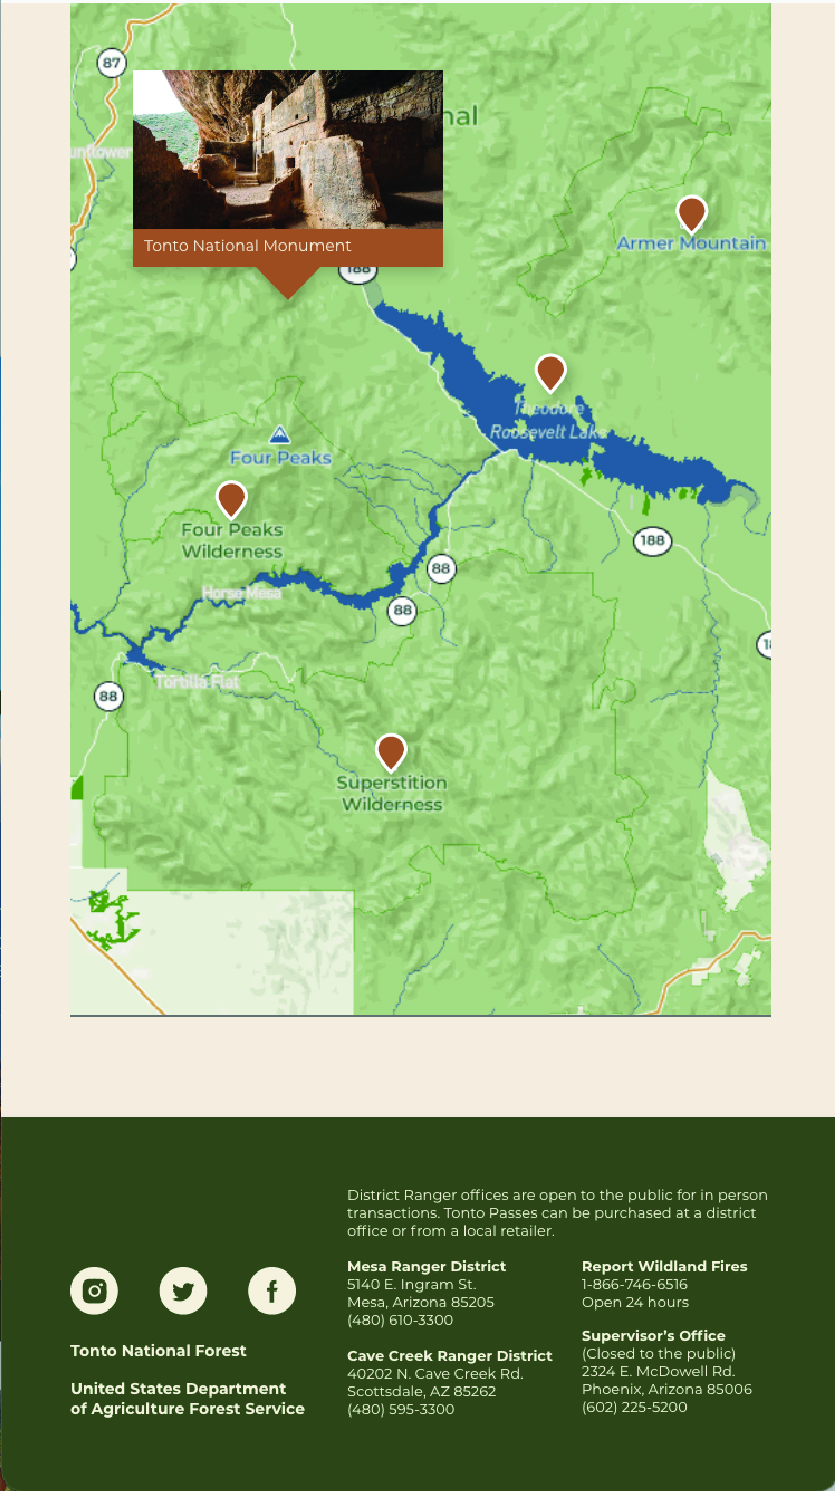 87
nal
unflower
Armer Mountain
Tonto National Monument
188
Theodore
Roosevelt Lake
Four Peaks
Four Peaks
Wilderness
188
88
Horse Mesa
88
Tortilla Flat
88
Superstition
Wilderness
District Ranger offices are open to the public for in person
transactions. Tonto Passes can be purchased at a district
office or from a local retailer.
Mesa Ranger District
5140 E. Ingram St.
Mesa, Arizona 85205
(480) 610-3300
Cave Creek Ranger District
40202 N. Cave Creek Rd.
Scottsdale, AZ 85262
(480) 595-3300
Report Wildland Fires
1-866-746-6516
Open 24 hours
Supervisor's Office
(Closed to the public)
2324 E. McDowell Rd.
Phoenix, Arizona 85006
(602) 225-5200
Tonto National Forest
United States Department
of Agriculture Forest Service